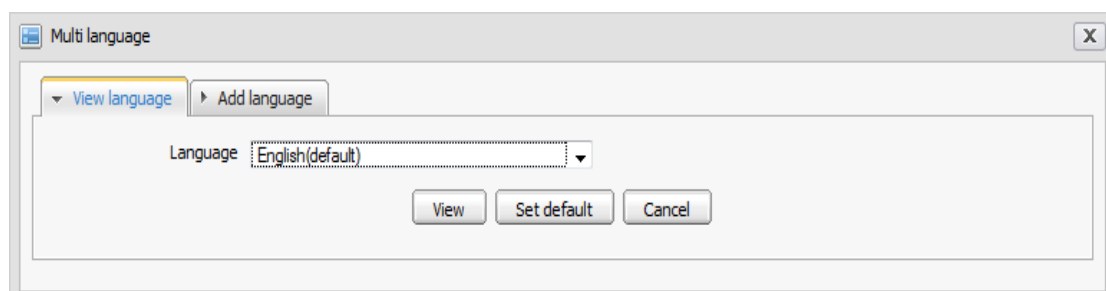 Multi language
X
View language
Add language
Language English(default)
View Set default Cancel